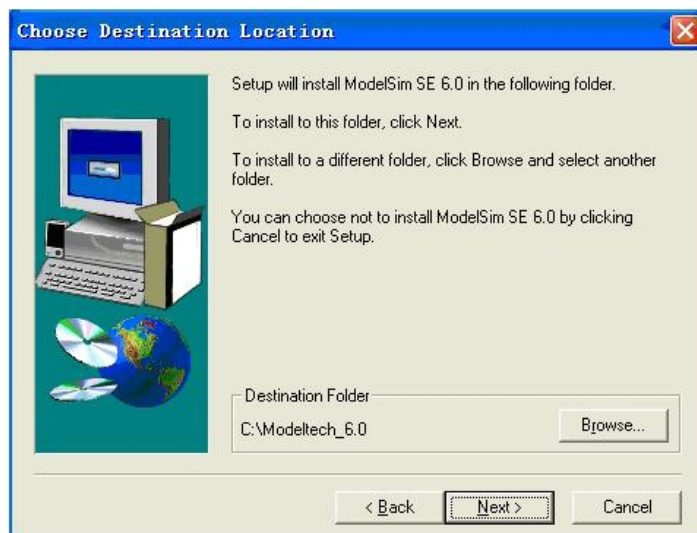 Choose Destination Location
Setup will install ModelSim SE 6.0 in the following folder.
To install to this folder, click Next.
To install to a different folder, click Browse and select another
folder.
You can choose not to install ModelSim SE 6.0 by clicking
Cancel to exit Setup.
Destination Folder
C:\Modeltech_6.0
Browse...
< Back
Next >
Cancel